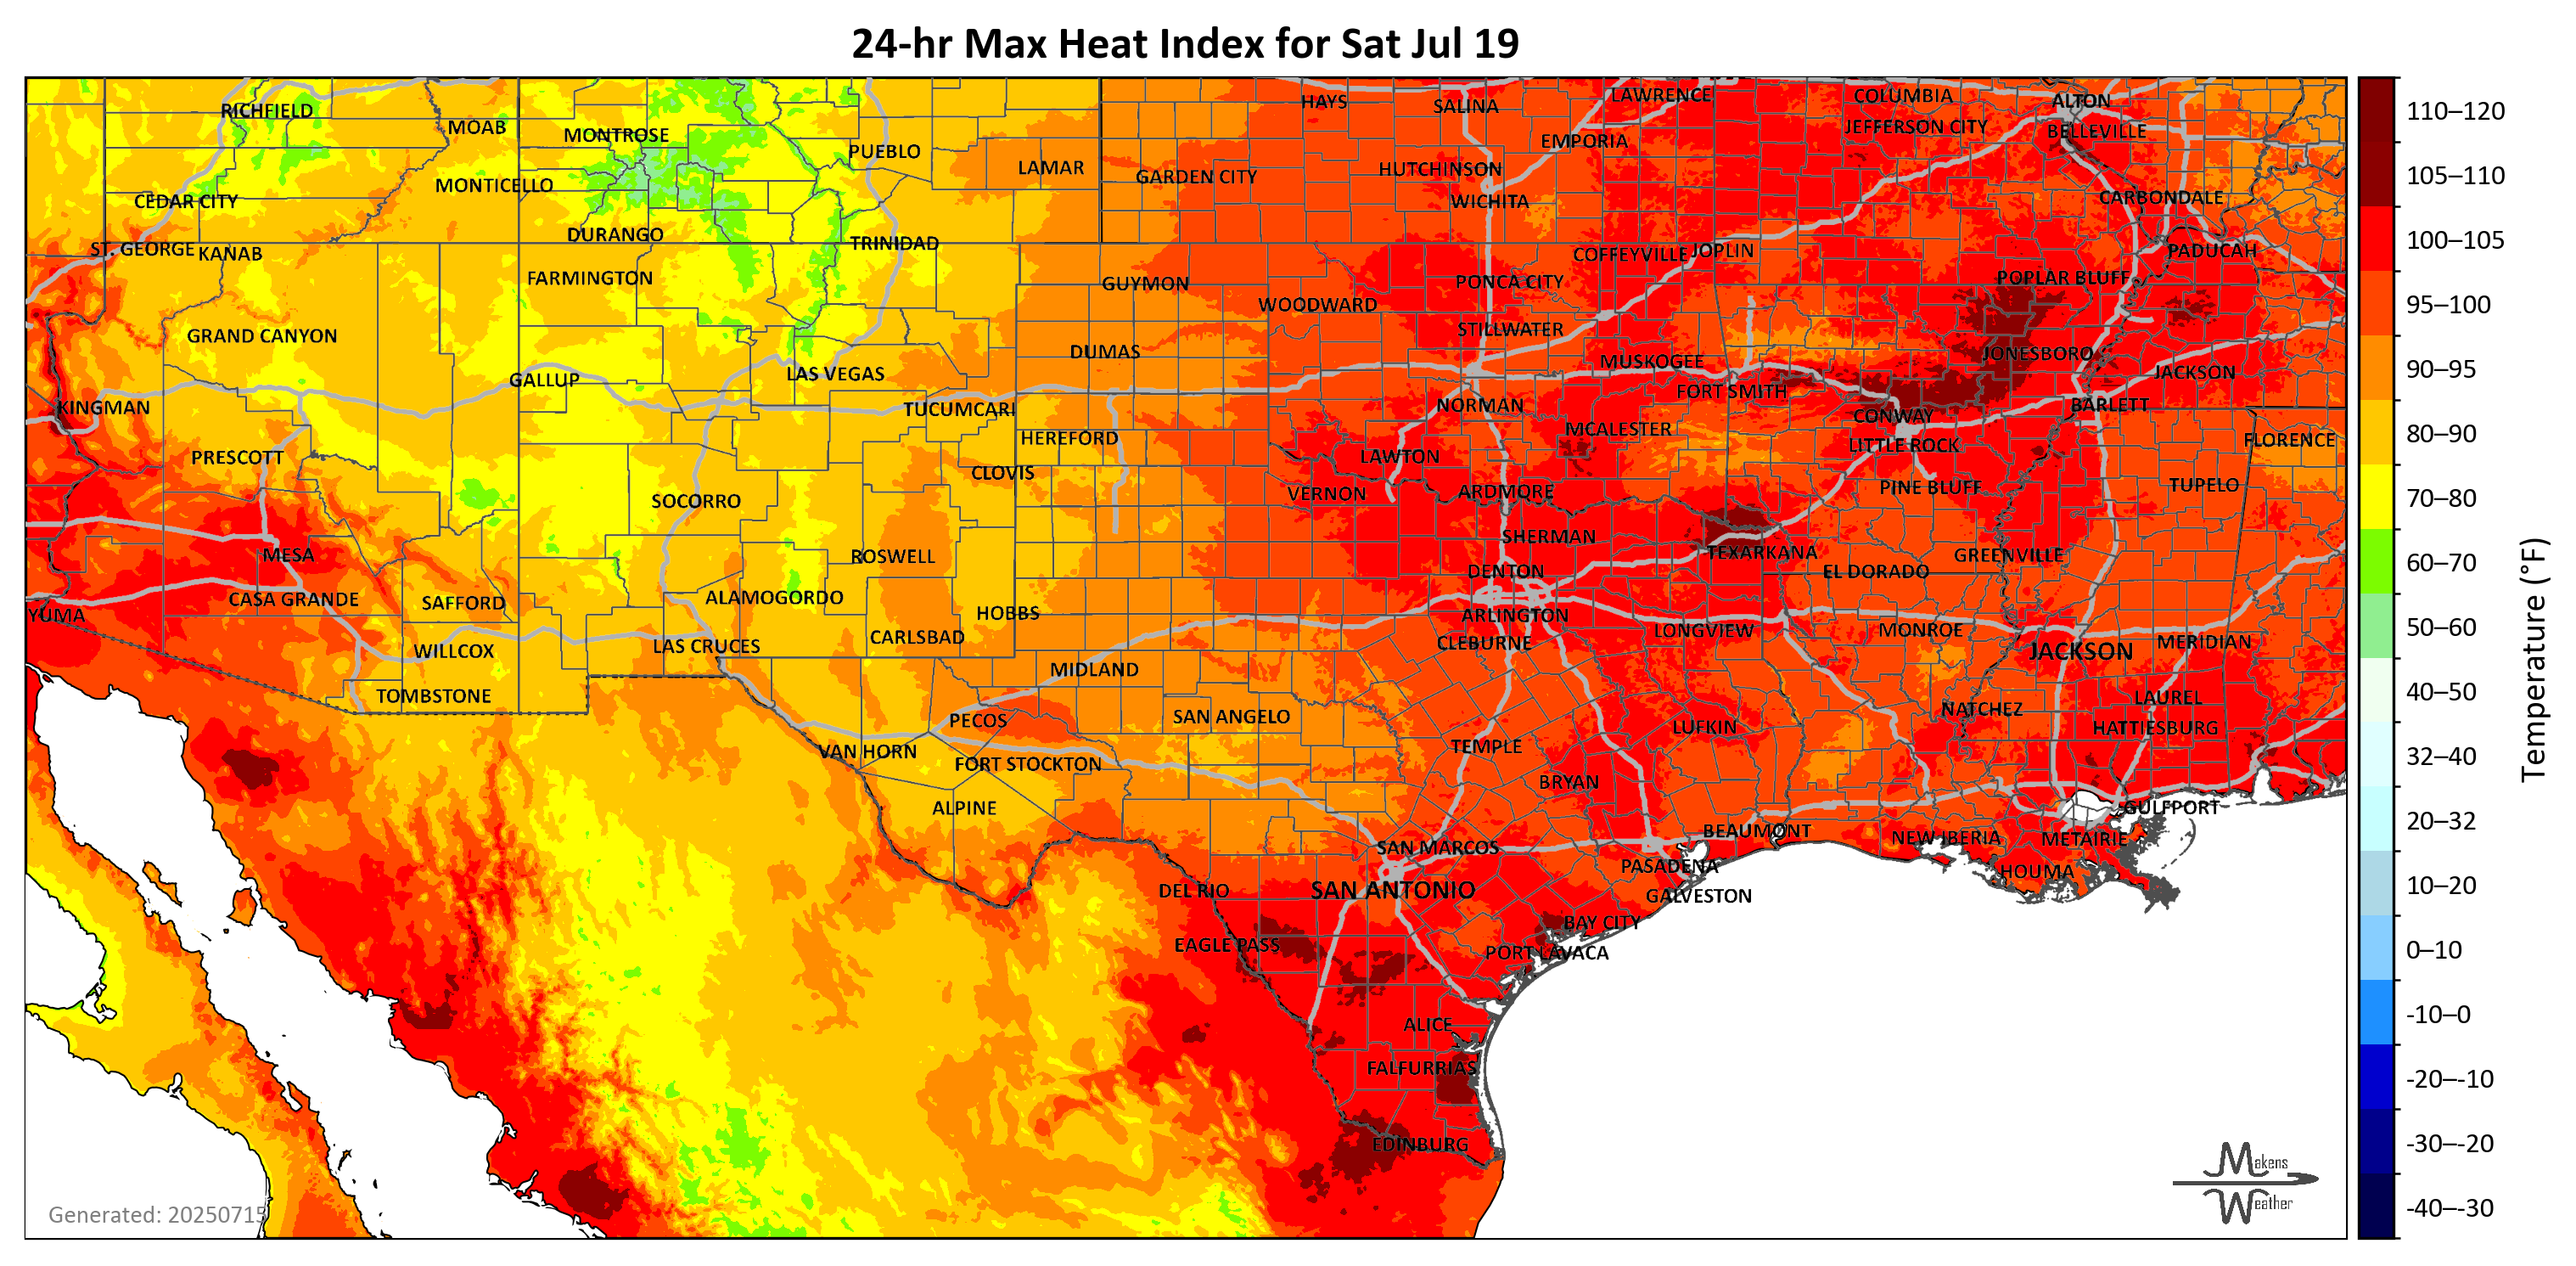 24-hr Max Heat Index for Sat Jul 19
RICHFIELD
MOAB
MONTROSE
PUEBLO
LAMAR
HAYS
SALINA
LAWRENCE
COLUMBIA
ALTON
EMPORIA
JEFFERSON CITY
BELLEVILLE
CEDAR CITY
MONTICELLO
GARDEN CITY
HUTCHINSON
WICHITA
CARBONDALE
ST. GEORGE
KANAB
DURANGO
TRINIDAD
COFFEYVILLE
JOPLIN
PADUCAH
FARMINGTON
GUYMON
PONCA CITY
POPLAR BLUFF
WOODWARD
GRAND CANYON
STILLWATER
DUMAS
MUSKOGEE
JONESBORO
GALLUP
LAS VEGAS
FORT SMITH
JACKSON
KINGMAN
TUCUMCARI
NORMAN
CONWAY
BARLETT
HEREFORD
MCALESTER
LITTLE ROCK
FLORENCE
PRESCOTT
CLOVIS
LAWTON
SOCORRO
VERNON
ARDMORE
PINE BLUFF
TUPELO
MESA
ROSWELL
SHERMAN
TEXARKANA
GREENVILLE
DENTON
EL DORADO
YUMA
CASA GRANDE
SAFFORD
ALAMOGORDO
HOBBS
ARLINGTON
WILLCOX
LAS CRUCES
CARLSBAD
CLEBURNE
LONGVIEW
MONROE
JACKSON
MERIDIAN
TOMBSTONE
MIDLAND
LAUREL
PECOS
SAN ANGELO
LUFKIN
NATCHEZ
HATTIESBURG
VAN HORN
FORT STOCKTON
TEMPLE
BRYAN
ALPINE
GULFPORT
SAN MARCOS
BEAUMONT
NEW IBERIA
METAIRIE
DEL RIO
SAN ANTONIO
PASADENA
HOUMA
GALVESTON
EAGLE PASS
BAY CITY
PORT LAVACA
ALICE
FALFURRIAS
EDINBURG
Makens
Weather
Generated: 20250715
110–120
105–110
100–105
95–100
90–95
80–90
70–80
60–70
50–60
40–50
32–40
20–32
10–20
0–10
-10–0
-20–-10
-30–-20
-40–-30
Temperature (°F)